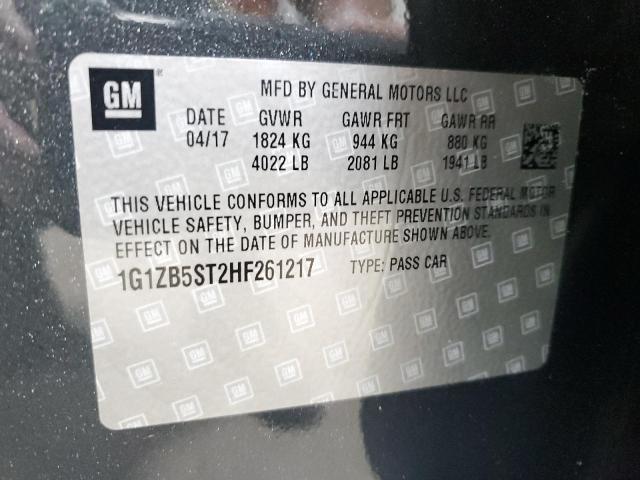 GM
MFD BY GENERAL MOTORS LLC
DATE GVWR GAWR FRT GAWR RR
04/17 1824 KG 944 KG 880 KG
4022 LB 2081 LB 1941 LB
THIS VEHICLE CONFORMS TO ALL APPLICABLE U.S. FEDERAL MOTOR
VEHICLE SAFETY, BUMPER, AND THEFT PREVENTION STANDARDS IN
EFFECT ON THE DATE OF MANUFACTURE SHOWN ABOVE.
1G1ZB5ST2HF261217 TYPE: PASS CAR